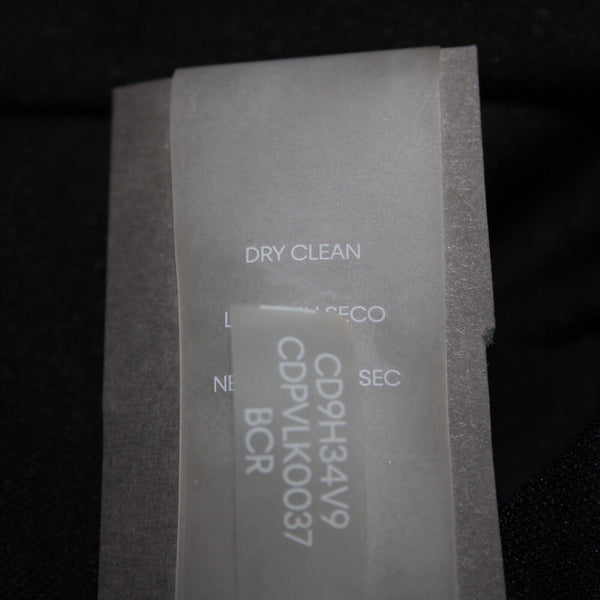 DRY CLEAN
SECO
SEC
CD9H34V9
CDPVLK0037
BCR